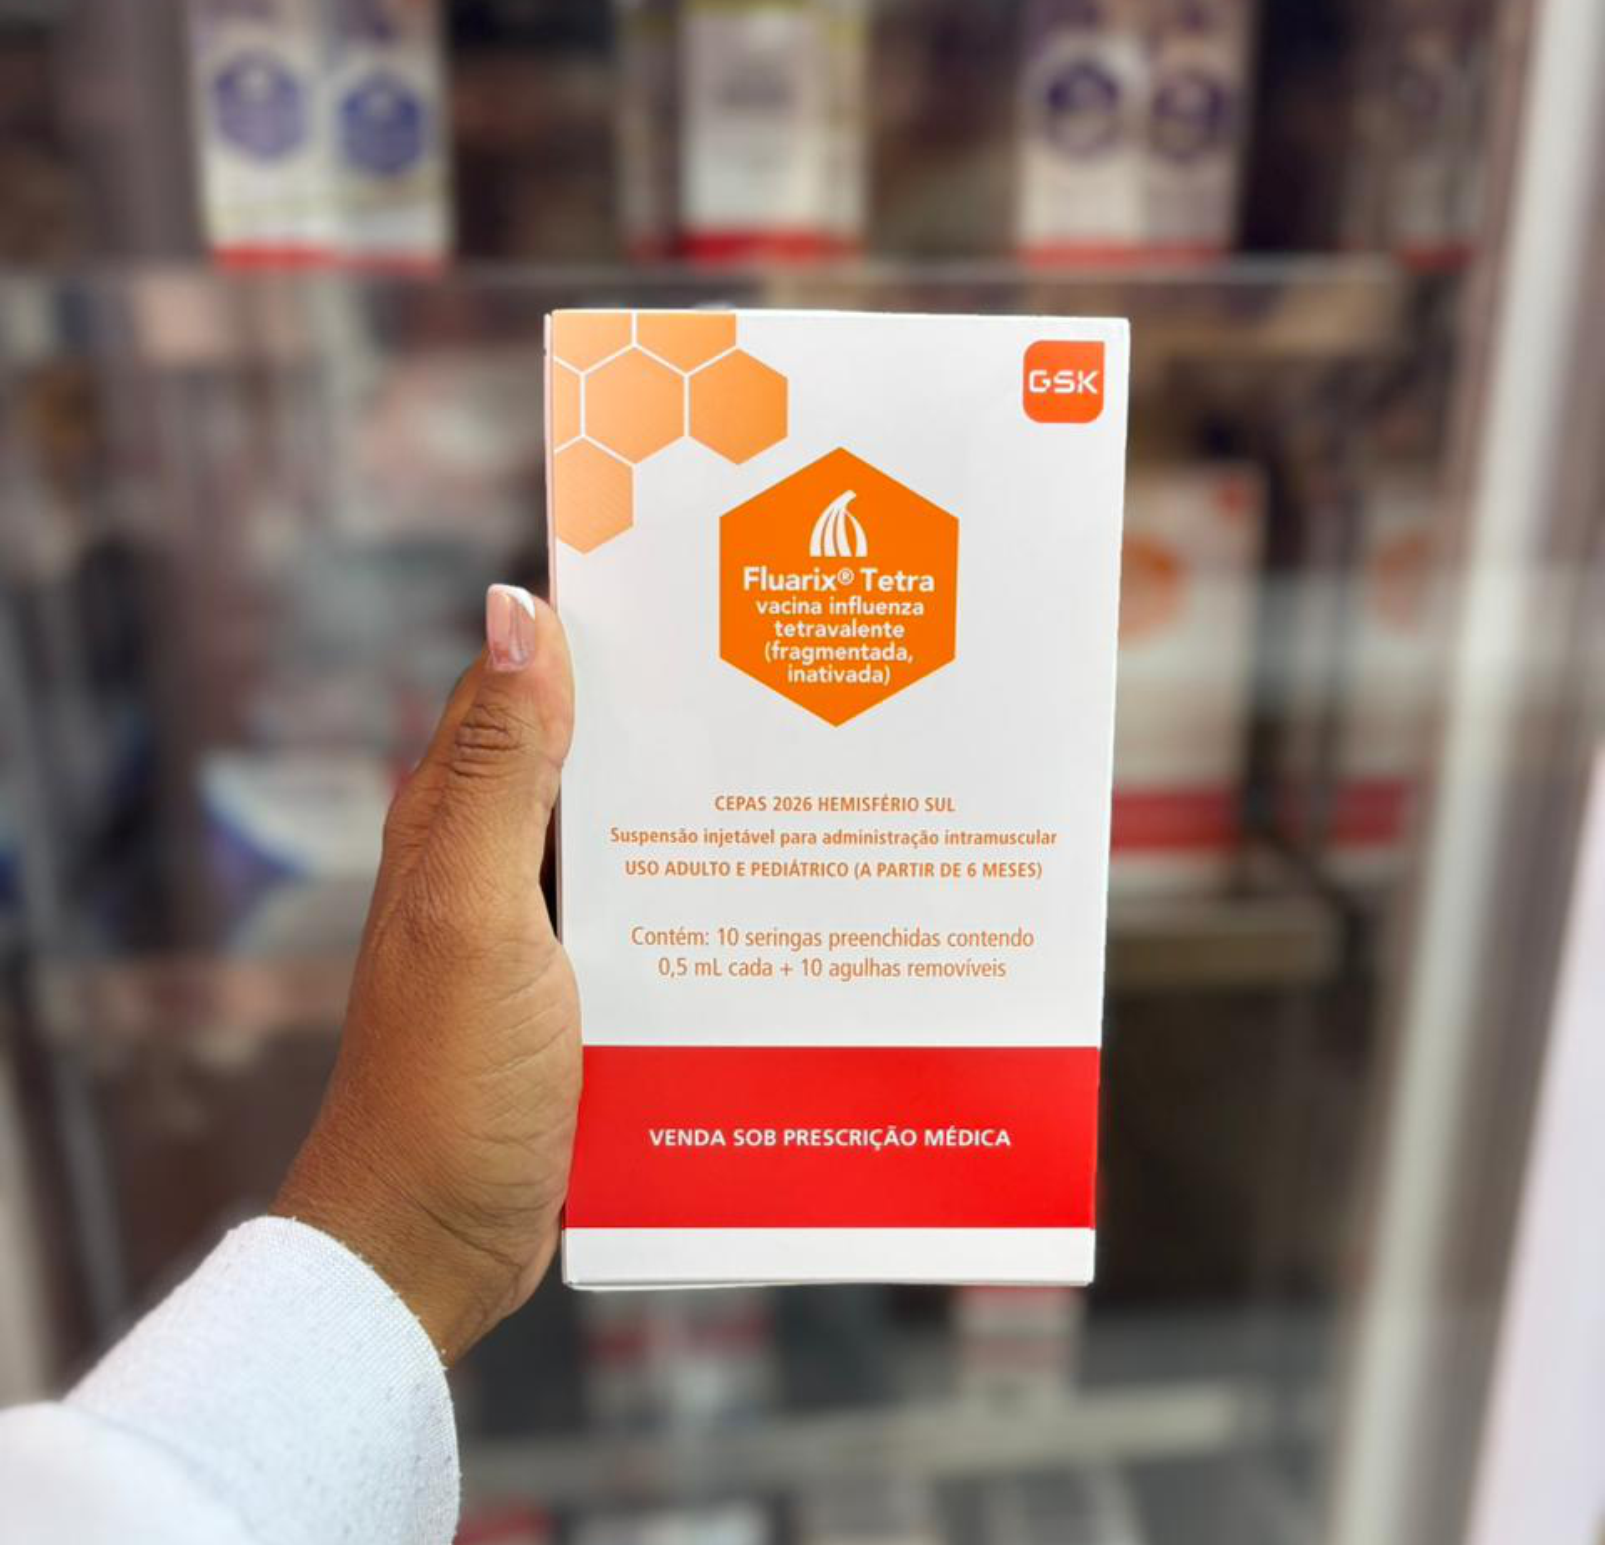 GSK
Fluarix® Tetra
vacina influenza
tetravalente
(fragmentada,
inativada)
CEPAS 2026 HEMISFÉRIO SUL
Suspensão injetável para administração intramuscular
USO ADULTO E PEDIÁTRICO (A PARTIR DE 6 MESES)
Contém: 10 seringas preenchidas contendo
0,5 mL cada + 10 agulhas removíveis
VENDA SOB PRESCRIÇÃO MÉDICA